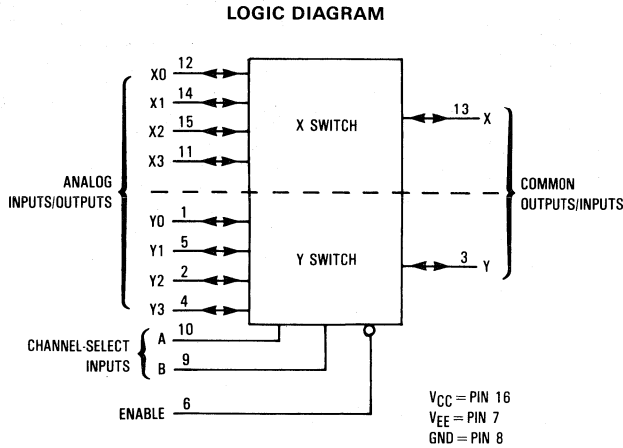 LOGIC DIAGRAM
X0 12
X1 14
X2 15
X3 11
X SWITCH
13 X
ANALOG
INPUTS/OUTPUTS
COMMON
OUTPUTS/INPUTS
Y0 1
Y1 5
Y2 2
Y3 4
Y SWITCH
3 Y
CHANNEL-SELECT
INPUTS
A 10
B 9
ENABLE 6
VCC = PIN 16
VEE = PIN 7
GND = PIN 8